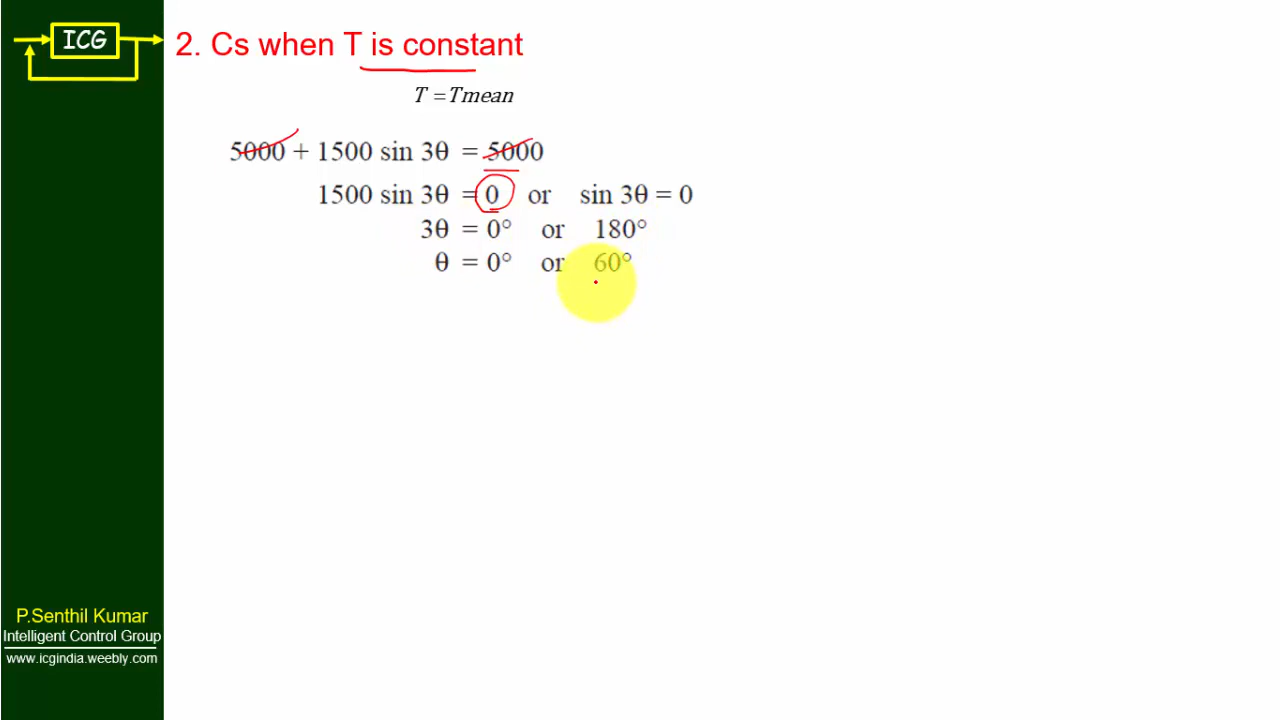 ICG
2. Cs when T is constant
T = Tmean
5000 + 1500 sin 3θ = 5000
1500 sin 3θ = 0 or sin 3θ = 0
3θ = 0° or 180°
θ = 0° or 60°
P.Senthil Kumar
Intelligent Control Group
www.icgindia.weebly.com